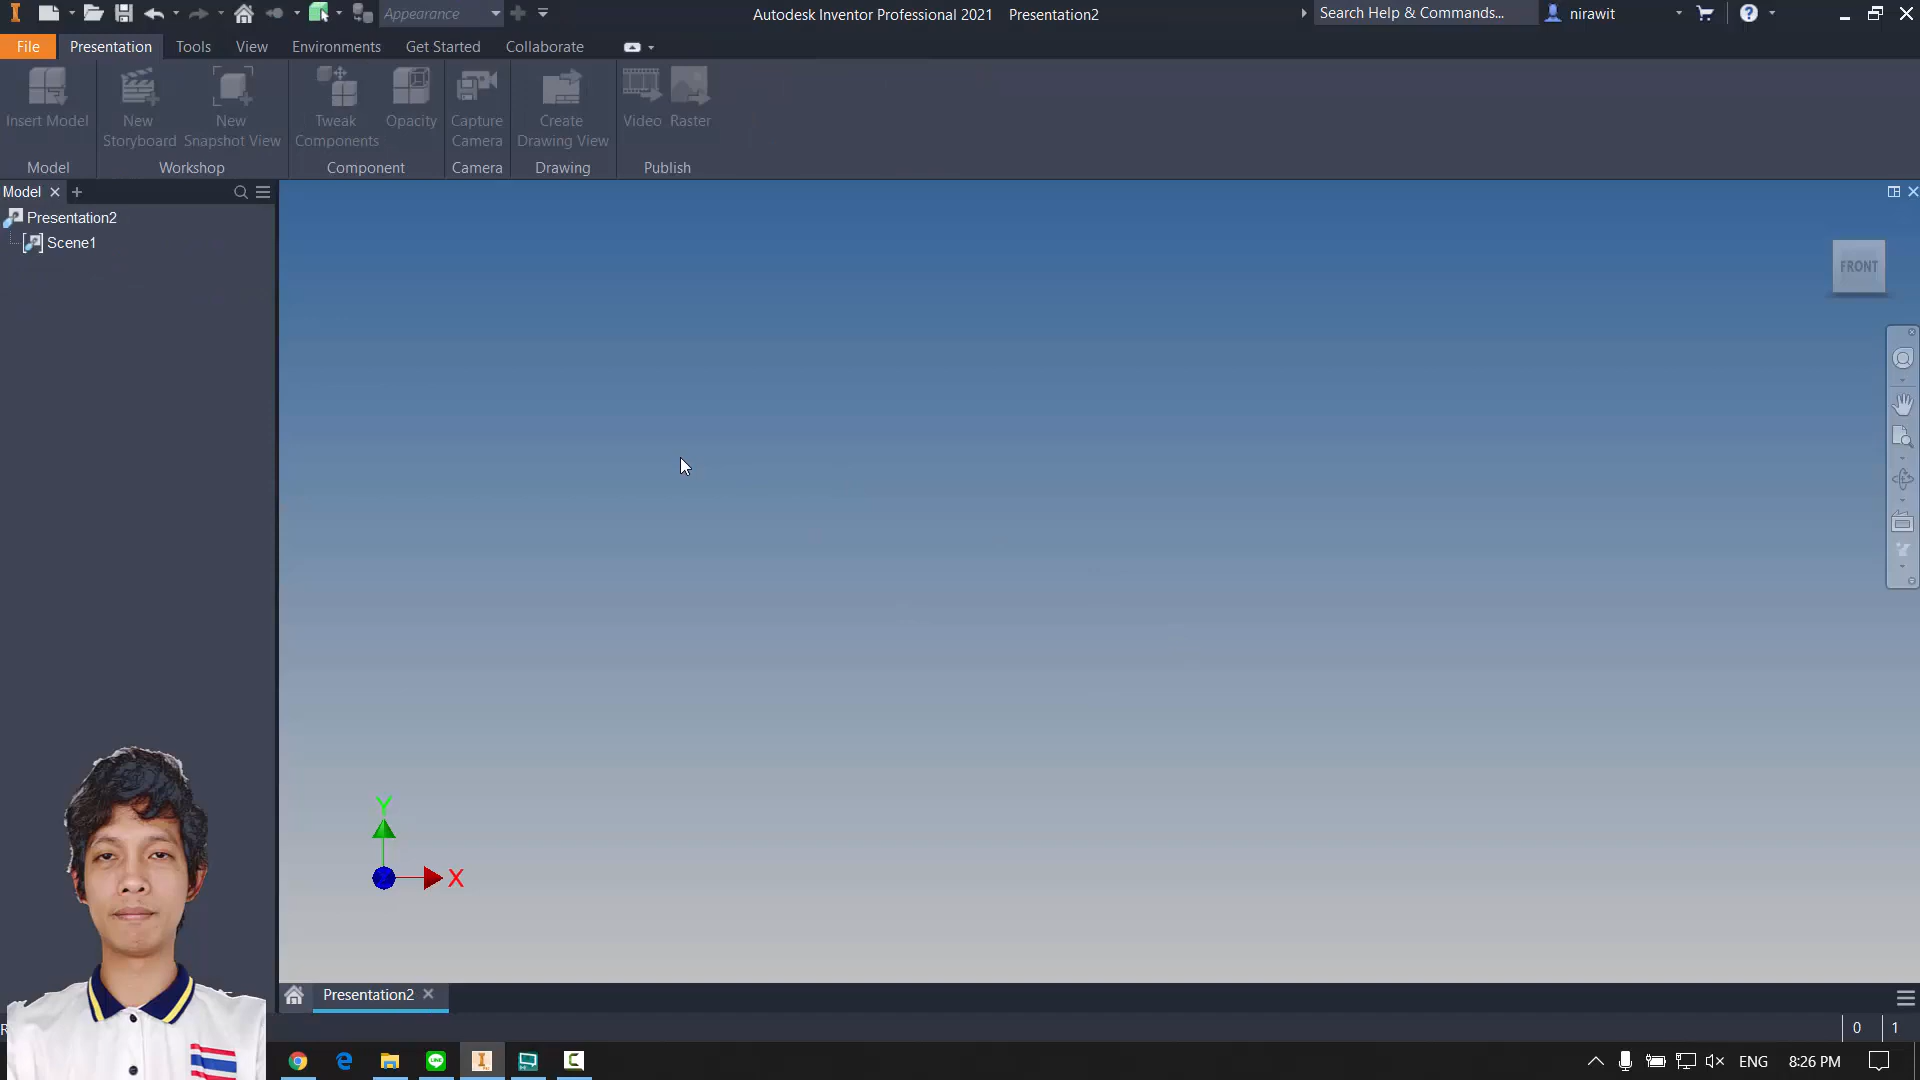 Appearance
Autodesk Inventor Professional 2021 Presentation2
Search Help & Commands...
nirawit
File Presentation Tools View Environments Get Started Collaborate
Insert Model
New Storyboard
New Snapshot View
Tweak Components
Opacity
Capture Camera
Create Drawing View
Video
Raster
Model Workshop Component Camera Drawing Publish
Model
Presentation2
Scene1
FRONT
Y
X
Presentation2
0 1
ENG 8:26 PM